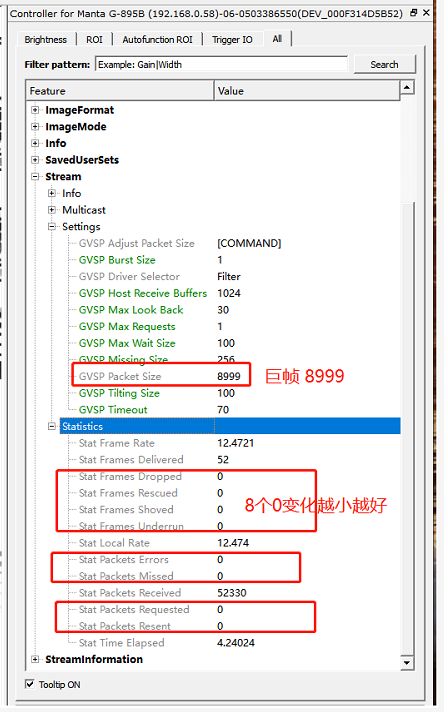 Controller for Manta G-895B (192.168.0.58)-06-0503386550(DEV_000F314D5B52)
Brightness ROI Autofunction ROI Trigger IO All
Filter pattern: Example: Gain|Width Search
Feature Value
ImageFormat
ImageMode
Info
SavedUserSets
Stream
Info
Multicast
Settings
GVSP Adjust Packet Size [COMMAND]
GVSP Burst Size 1
GVSP Driver Selector Filter
GVSP Host Receive Buffers 1024
GVSP Max Look Back 30
GVSP Max Requests 1
GVSP Max Wait Size 100
GVSP Missing Size 256
GVSP Packet Size 8999 巨帧 8999
GVSP Tilting Size 100
GVSP Timeout 70
Statistics
Stat Frame Rate 12.4721
Stat Frames Delivered 52
Stat Frames Dropped 0
Stat Frames Rescued 0
Stat Frames Shoved 0 8个0变化越小越好
Stat Frames Underrun 0
Stat Local Rate 12.474
Stat Packets Errors 0
Stat Packets Missed 0
Stat Packets Received 52330
Stat Packets Requested 0
Stat Packets Resent 0
Stat Time Elapsed 4.24024
StreamInformation
Tooltip ON